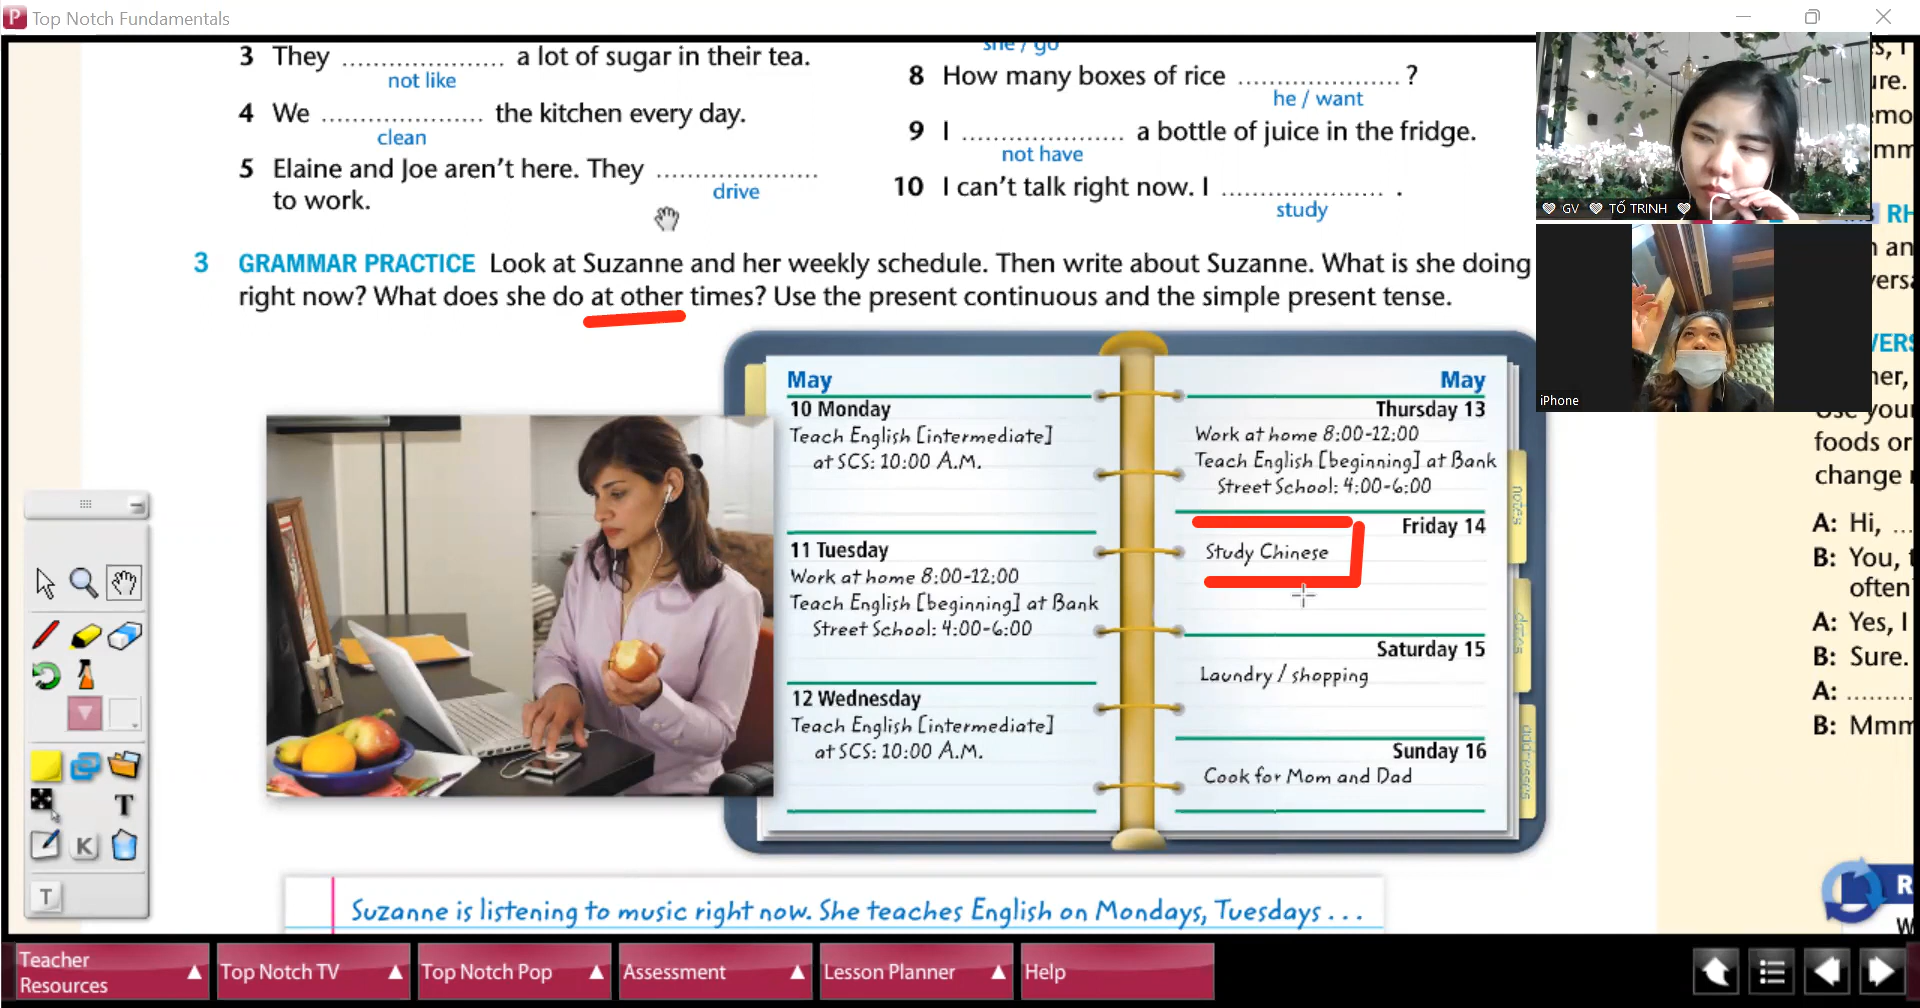 Top Notch Fundamentals
3 They .................... a lot of sugar in their tea.
not like
4 We .................... the kitchen every day.
clean
5 Elaine and Joe aren't here. They ....................
drive
to work.
she / go
8 How many boxes of rice .................... ?
he / want
9 I .................... a bottle of juice in the fridge.
not have
10 I can't talk right now. I .................... .
study
3 GRAMMAR PRACTICE Look at Suzanne and her weekly schedule. Then write about Suzanne. What is she doing
right now? What does she do at other times? Use the present continuous and the simple present tense.
May
10 Monday
Teach English [intermediate]
at SCS: 10:00 A.M.
11 Tuesday
Work at home 8:00-12:00
Teach English [beginning] at Bank
Street School: 4:00-6:00
12 Wednesday
Teach English [intermediate]
at SCS: 10:00 A.M.
May
Thursday 13
Work at home 8:00-12:00
Teach English [beginning] at Bank
Street School: 4:00-6:00
Friday 14
Study Chinese
Saturday 15
Laundry / shopping
Sunday 16
Cook for Mom and Dad
notes
dates
addresses
Suzanne is listening to music right now. She teaches English on Mondays, Tuesdays . . .
GV TỐ TRINH
iPhone
RH
foods or
change
A: Hi, ...
B: You,
often
A: Yes, I
B: Sure.
A: ........
B: Mmm
R
W
T
K
T
Teacher
Resources
Top Notch TV
Top Notch Pop
Assessment
Lesson Planner
Help